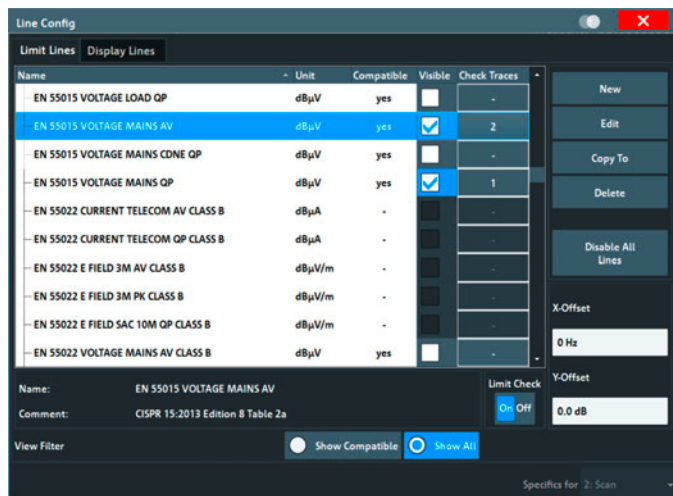 Line Config
Limit Lines Display Lines
Name Unit Compatible Visible Check Traces
EN 55015 VOLTAGE LOAD QP dBµV yes -
EN 55015 VOLTAGE MAINS AV dBµV yes 2
EN 55015 VOLTAGE MAINS CDNE QP dBµV yes -
EN 55015 VOLTAGE MAINS QP dBµV yes 1
EN 55022 CURRENT TELECOM AV CLASS B dBµA - -
EN 55022 CURRENT TELECOM QP CLASS B dBµA - -
EN 55022 E FIELD 3M AV CLASS B dBµV/m - -
EN 55022 E FIELD 3M PK CLASS B dBµV/m - -
EN 55022 E FIELD SAC 10M QP CLASS B dBµV/m - -
EN 55022 VOLTAGE MAINS AV CLASS B dBµV yes -
New
Edit
Copy To
Delete
Disable All
Lines
X-Offset
0 Hz
Y-Offset
0.0 dB
Name: EN 55015 VOLTAGE MAINS AV
Comment: CISPR 15:2013 Edition 8 Table 2a
Limit Check
On Off
View Filter Show Compatible Show All
Specifics for 2: Scan